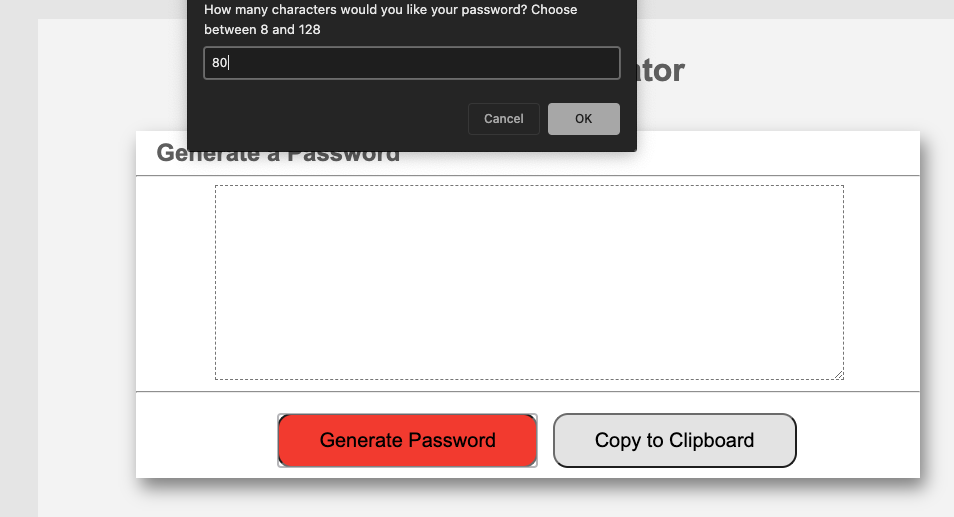 How many characters would you like your password? Choose
between 8 and 128
80
ator
Cancel
OK
Generate a Password
Generate Password
Copy to Clipboard